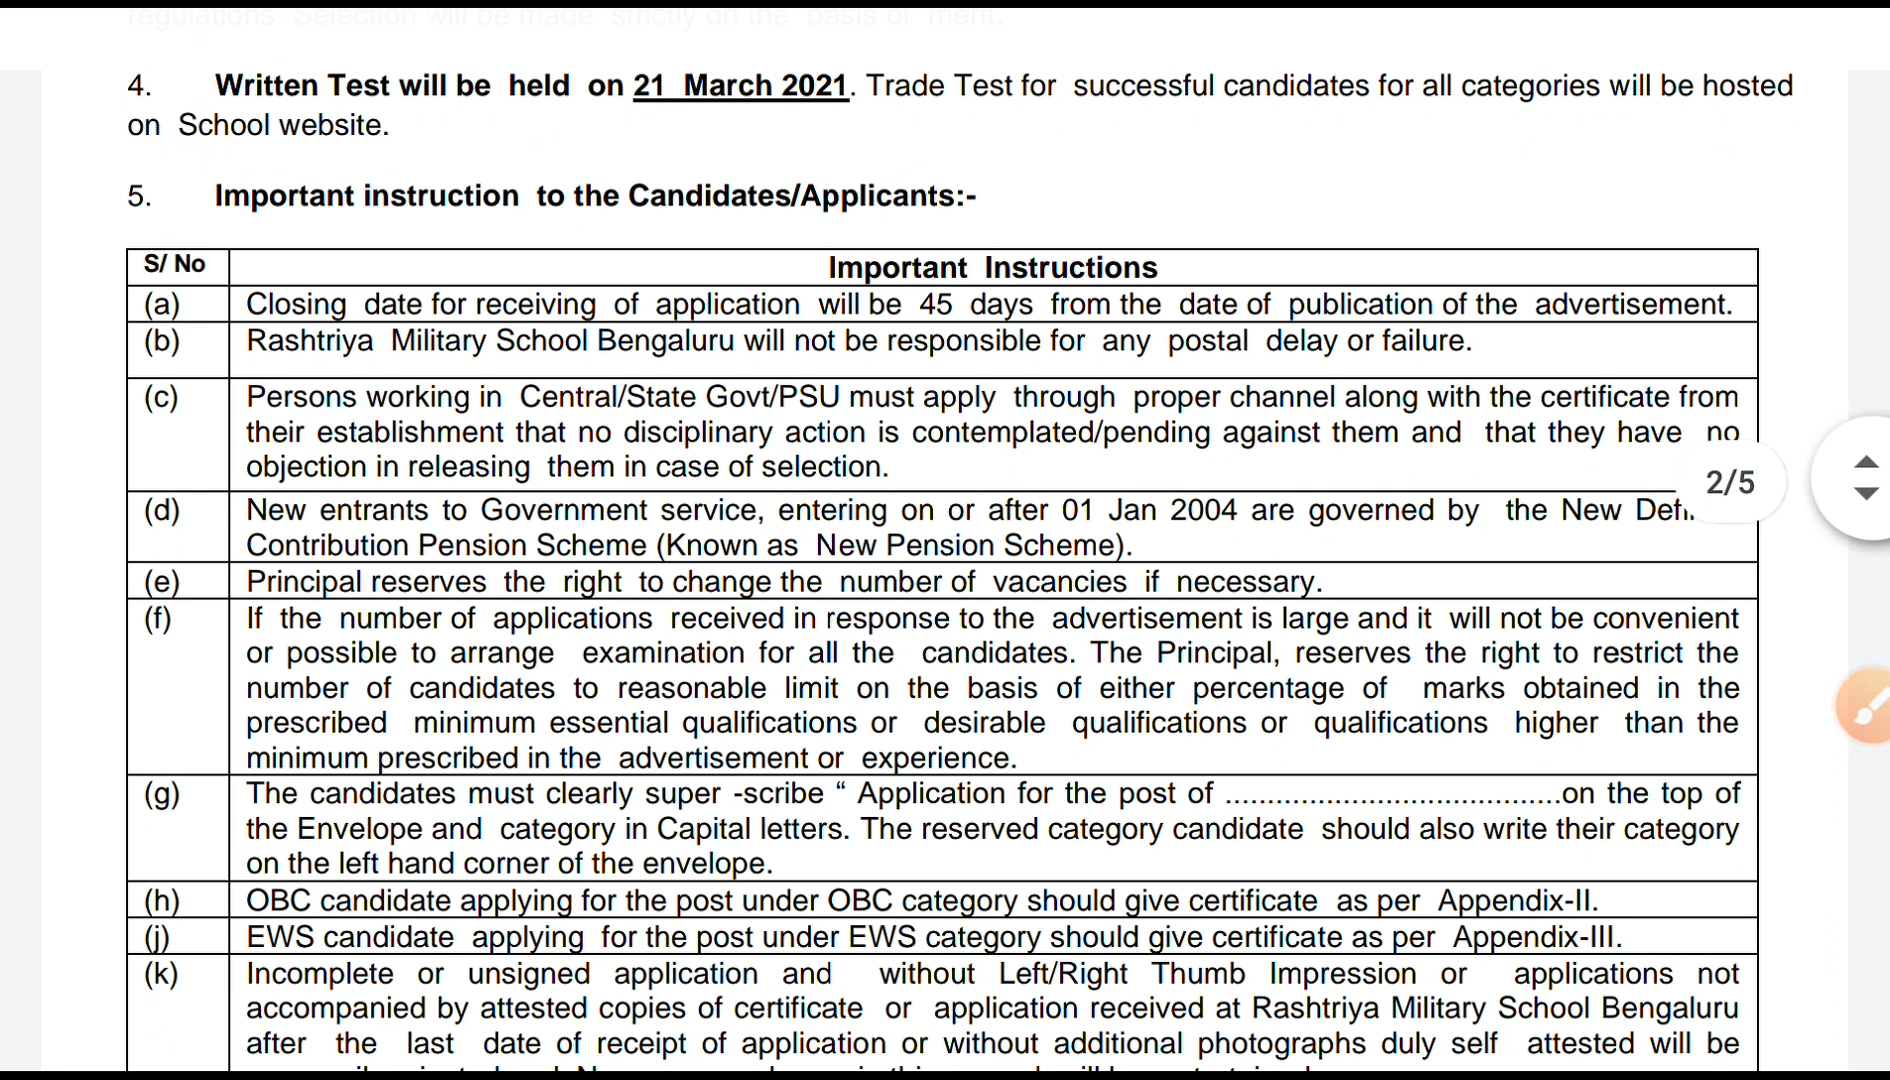 regulations. Selection will be made strictly on the basis of merit.
4. Written Test will be held on 21 March 2021. Trade Test for successful candidates for all categories will be hosted
on School website.
5. Important instruction to the Candidates/Applicants:-
S/ No Important Instructions
(a) Closing date for receiving of application will be 45 days from the date of publication of the advertisement.
(b) Rashtriya Military School Bengaluru will not be responsible for any postal delay or failure.
(c) Persons working in Central/State Govt/PSU must apply through proper channel along with the certificate from
their establishment that no disciplinary action is contemplated/pending against them and that they have no
objection in releasing them in case of selection.
2/5
(d) New entrants to Government service, entering on or after 01 Jan 2004 are governed by the New
Contribution Pension Scheme (Known as New Pension Scheme).
(e) Principal reserves the right to change the number of vacancies if necessary.
(f) If the number of applications received in response to the advertisement is large and it will not be convenient
or possible to arrange examination for all the candidates. The Principal, reserves the right to restrict the
number of candidates to reasonable limit on the basis of either percentage of marks obtained in the
prescribed minimum essential qualifications or desirable qualifications or qualifications higher than the
minimum prescribed in the advertisement or experience.
(g) The candidates must clearly super -scribe “ Application for the post of ........................................on the top of
the Envelope and category in Capital letters. The reserved category candidate should also write their category
on the left hand corner of the envelope.
(h) OBC candidate applying for the post under OBC category should give certificate as per Appendix-II.
(j) EWS candidate applying for the post under EWS category should give certificate as per Appendix-III.
(k) Incomplete or unsigned application and without Left/Right Thumb Impression or applications not
accompanied by attested copies of certificate or application received at Rashtriya Military School Bengaluru
after the last date of receipt of application or without additional photographs duly self attested will be